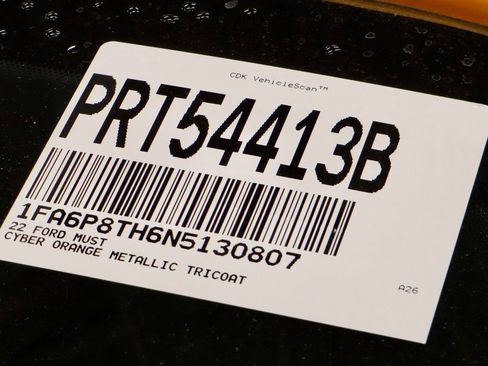 CDK VehicleScan™
PRT54413B
1FA6P8TH6N5130807
22 FORD MUST
CYBER ORANGE METALLIC TRICOAT
A26